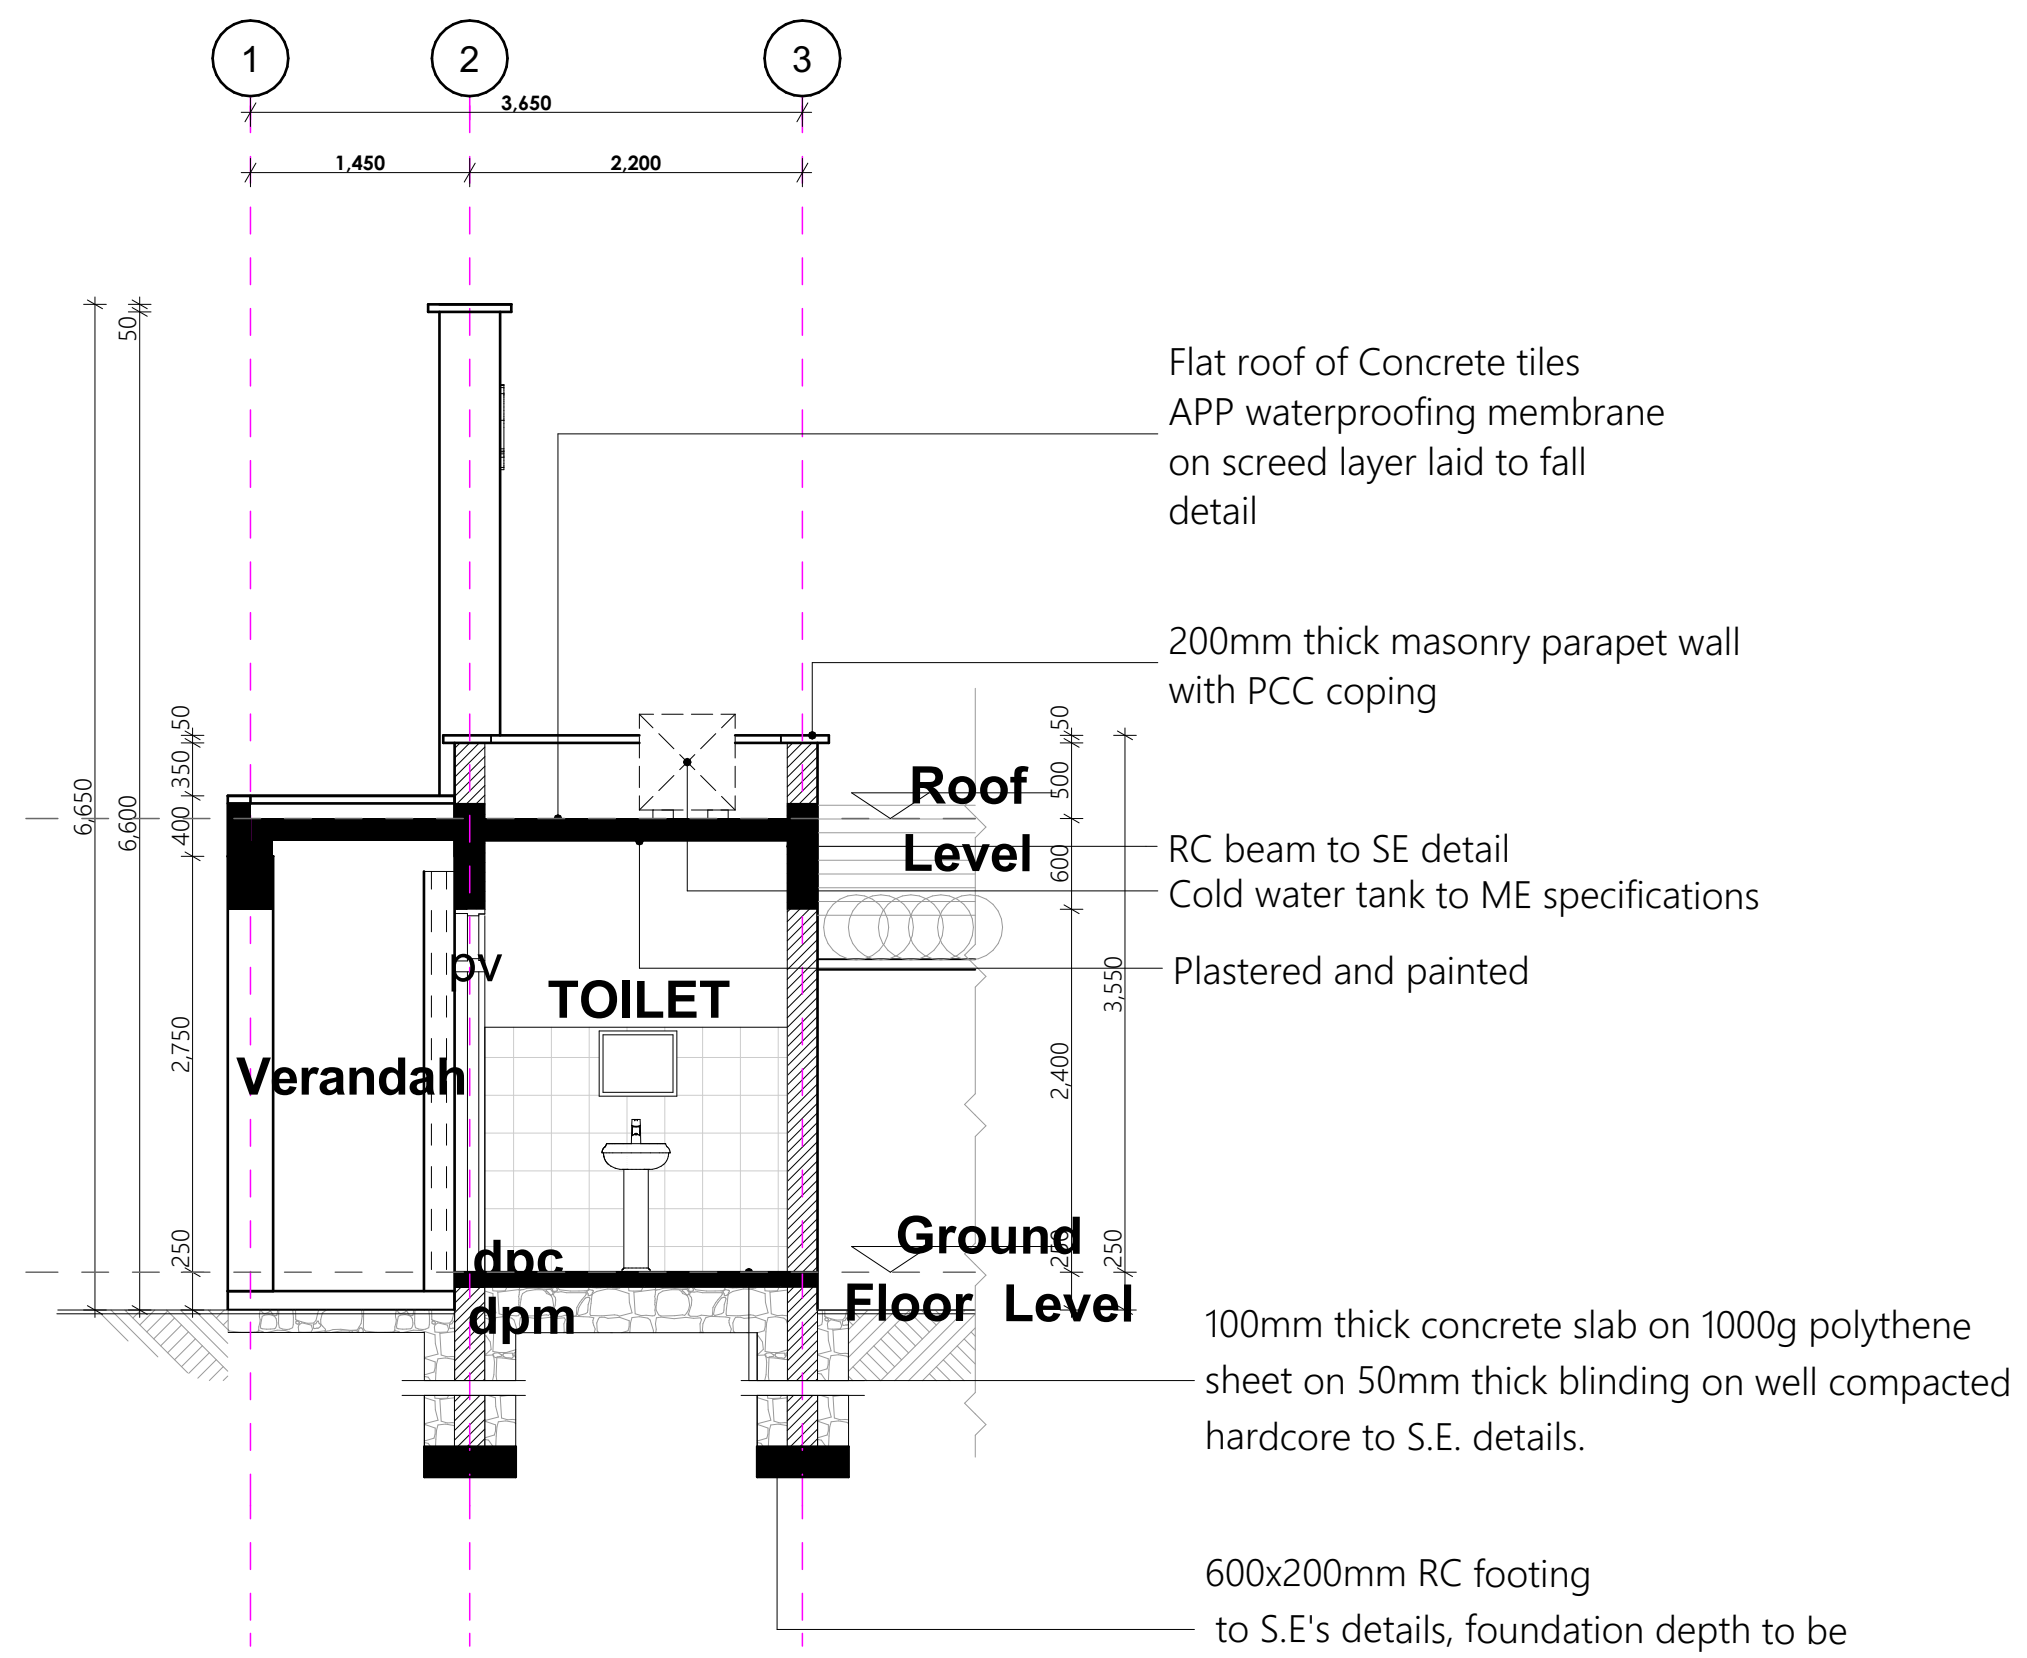 1
2
3
3,650
1,450
2,200
50
Flat roof of Concrete tiles
APP waterproofing membrane
on screed layer laid to fall
detail
200mm thick masonry parapet wall
with PCC coping
50
350
400
6,650
6,600
2,750
250
50
500
600
2,400
250
3,550
250
Roof
Level
RC beam to SE detail
Cold water tank to ME specifications
Plastered and painted
pv
TOILET
Verandah
dpc
dpm
Ground
Floor Level
100mm thick concrete slab on 1000g polythene
sheet on 50mm thick blinding on well compacted
hardcore to S.E. details.
600x200mm RC footing
to S.E's details, foundation depth to be